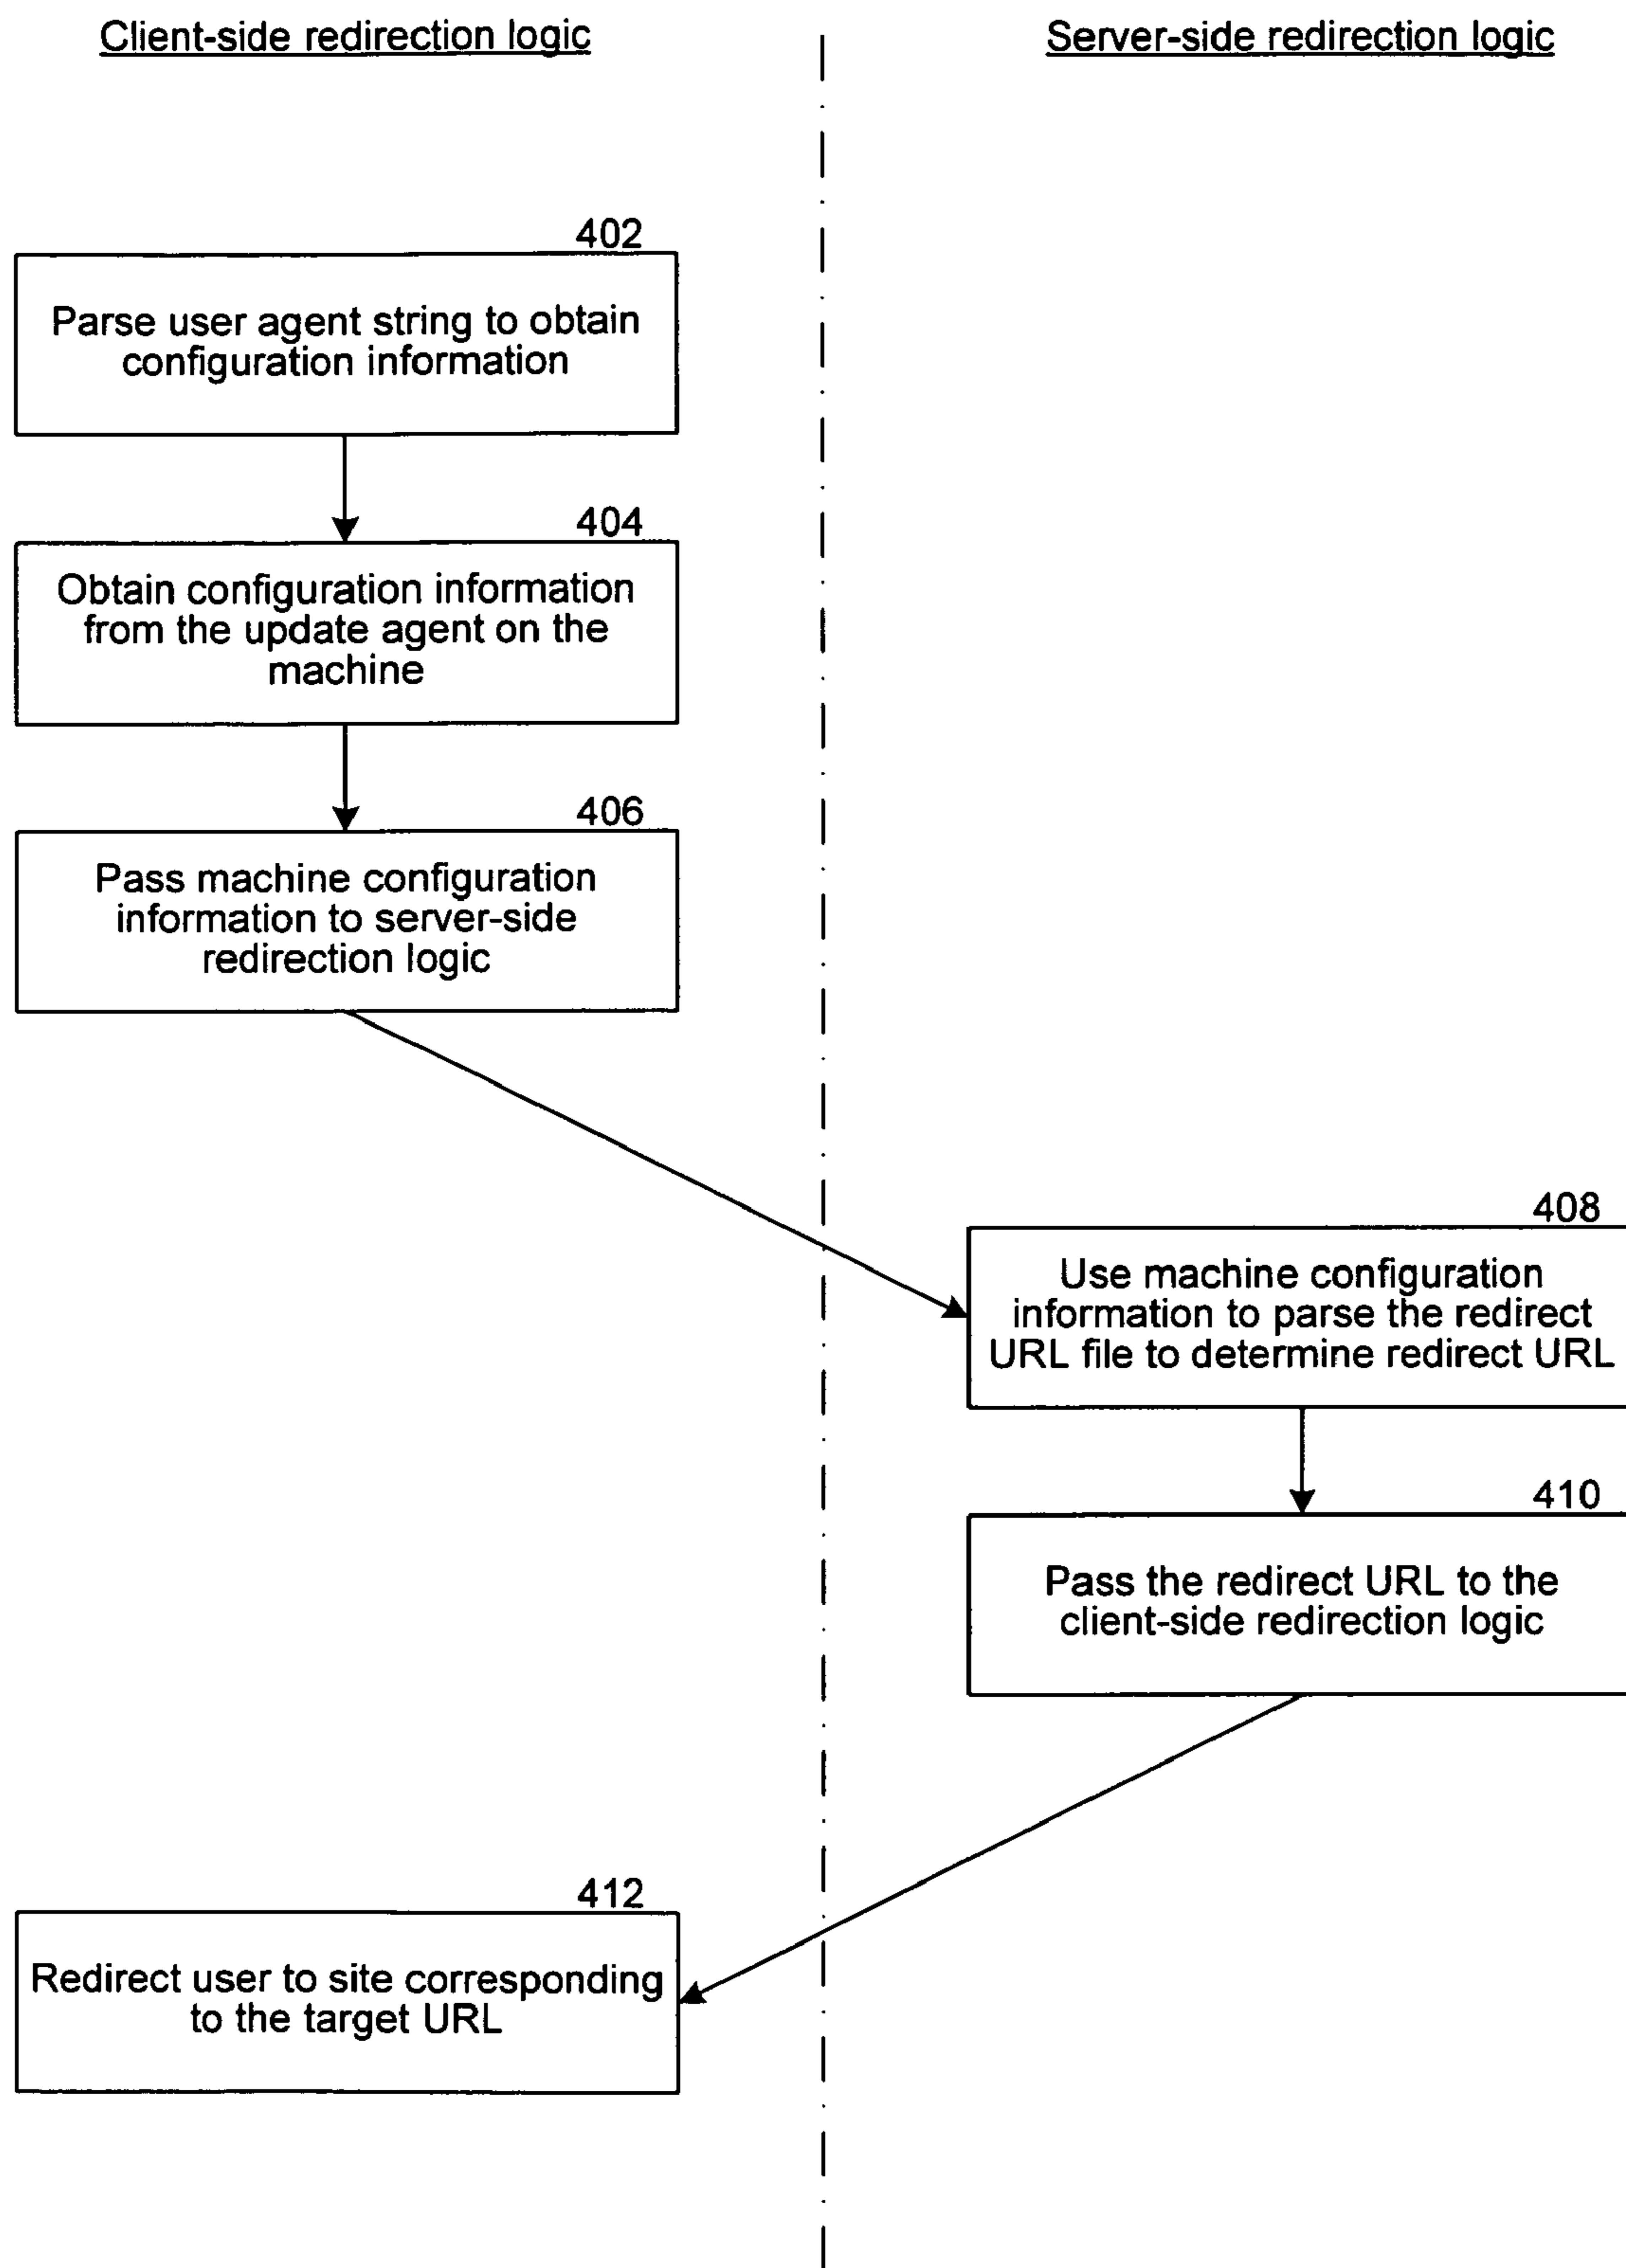 Client-side redirection logic
Server-side redirection logic
402
Parse user agent string to obtain
configuration information
404
Obtain configuration information
from the update agent on the
machine
406
Pass machine configuration
information to server-side
redirection logic
408
Use machine configuration
information to parse the redirect
URL file to determine redirect URL
410
Pass the redirect URL to the
client-side redirection logic
412
Redirect user to site corresponding
to the target URL